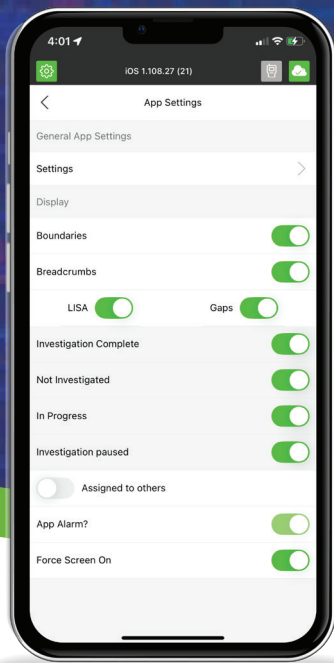 4:01
iOS 1.108.27 (21)
App Settings
General App Settings
Settings
Display
Boundaries
Breadcrumbs
LISA Gaps
Investigation Complete
Not Investigated
In Progress
Investigation paused
Assigned to others
App Alarm?
Force Screen On